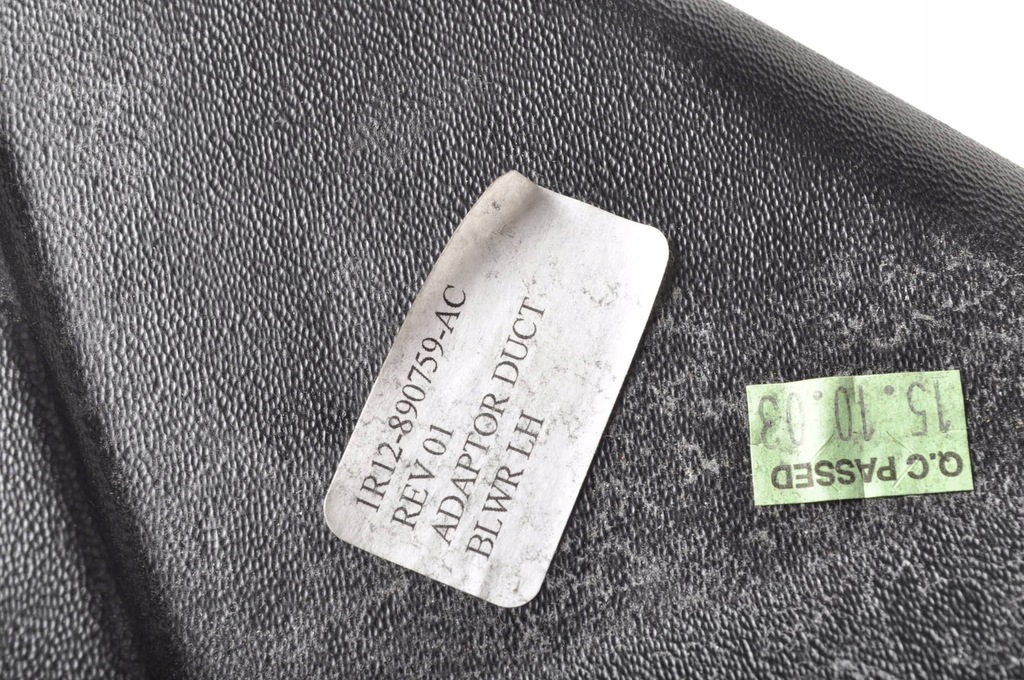 1R12-890759-AC
REV 01
ADAPTOR DUCT
BLWR LH
Q.C PASSED
15.10.03